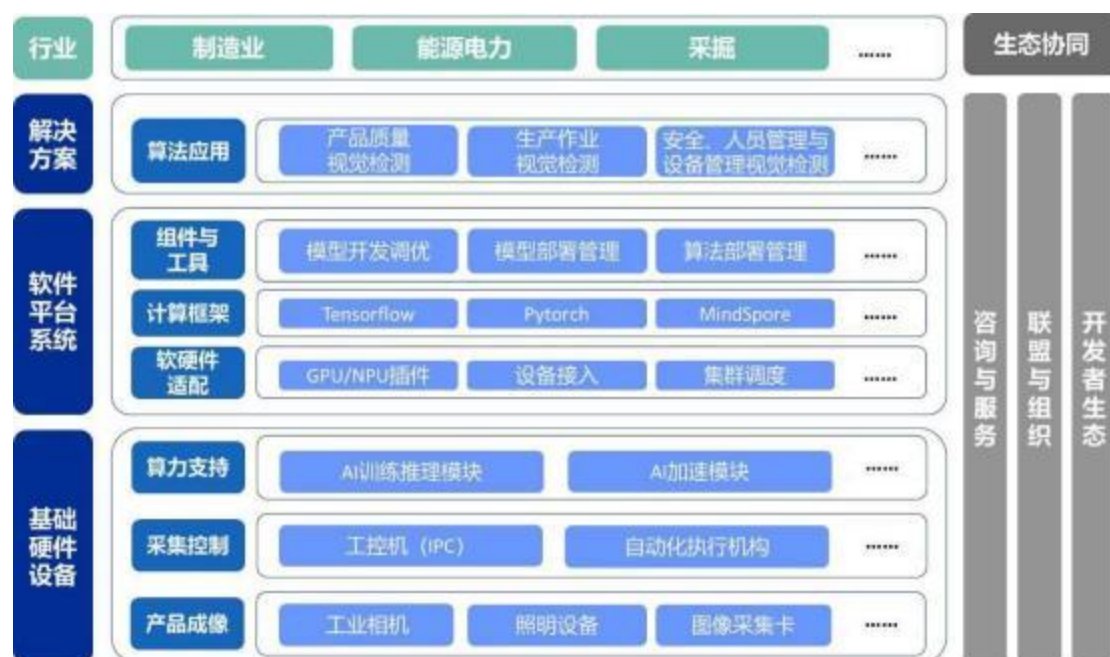 行业
制造业
能源电力
采掘
......
生态协同
解决
方案
算法应用
产品质量
视觉检测
生产作业
视觉检测
安全、人员管理与
设备管理视觉检测
......
软件
平台
系统
组件与
工具
模型开发调优
模型部署管理
算法部署管理
......
计算框架
Tensorflow
Pytorch
MindSpore
......
软硬件
适配
GPU/NPU插件
设备接入
集群调度
......
基础
硬件
设备
算力支持
AI训练推理模块
AI加速模块
......
采集控制
工控机（IPC）
自动化执行机构
......
产品成像
工业相机
照明设备
图像采集卡
......
咨询与服务
联盟与组织
开发者生态